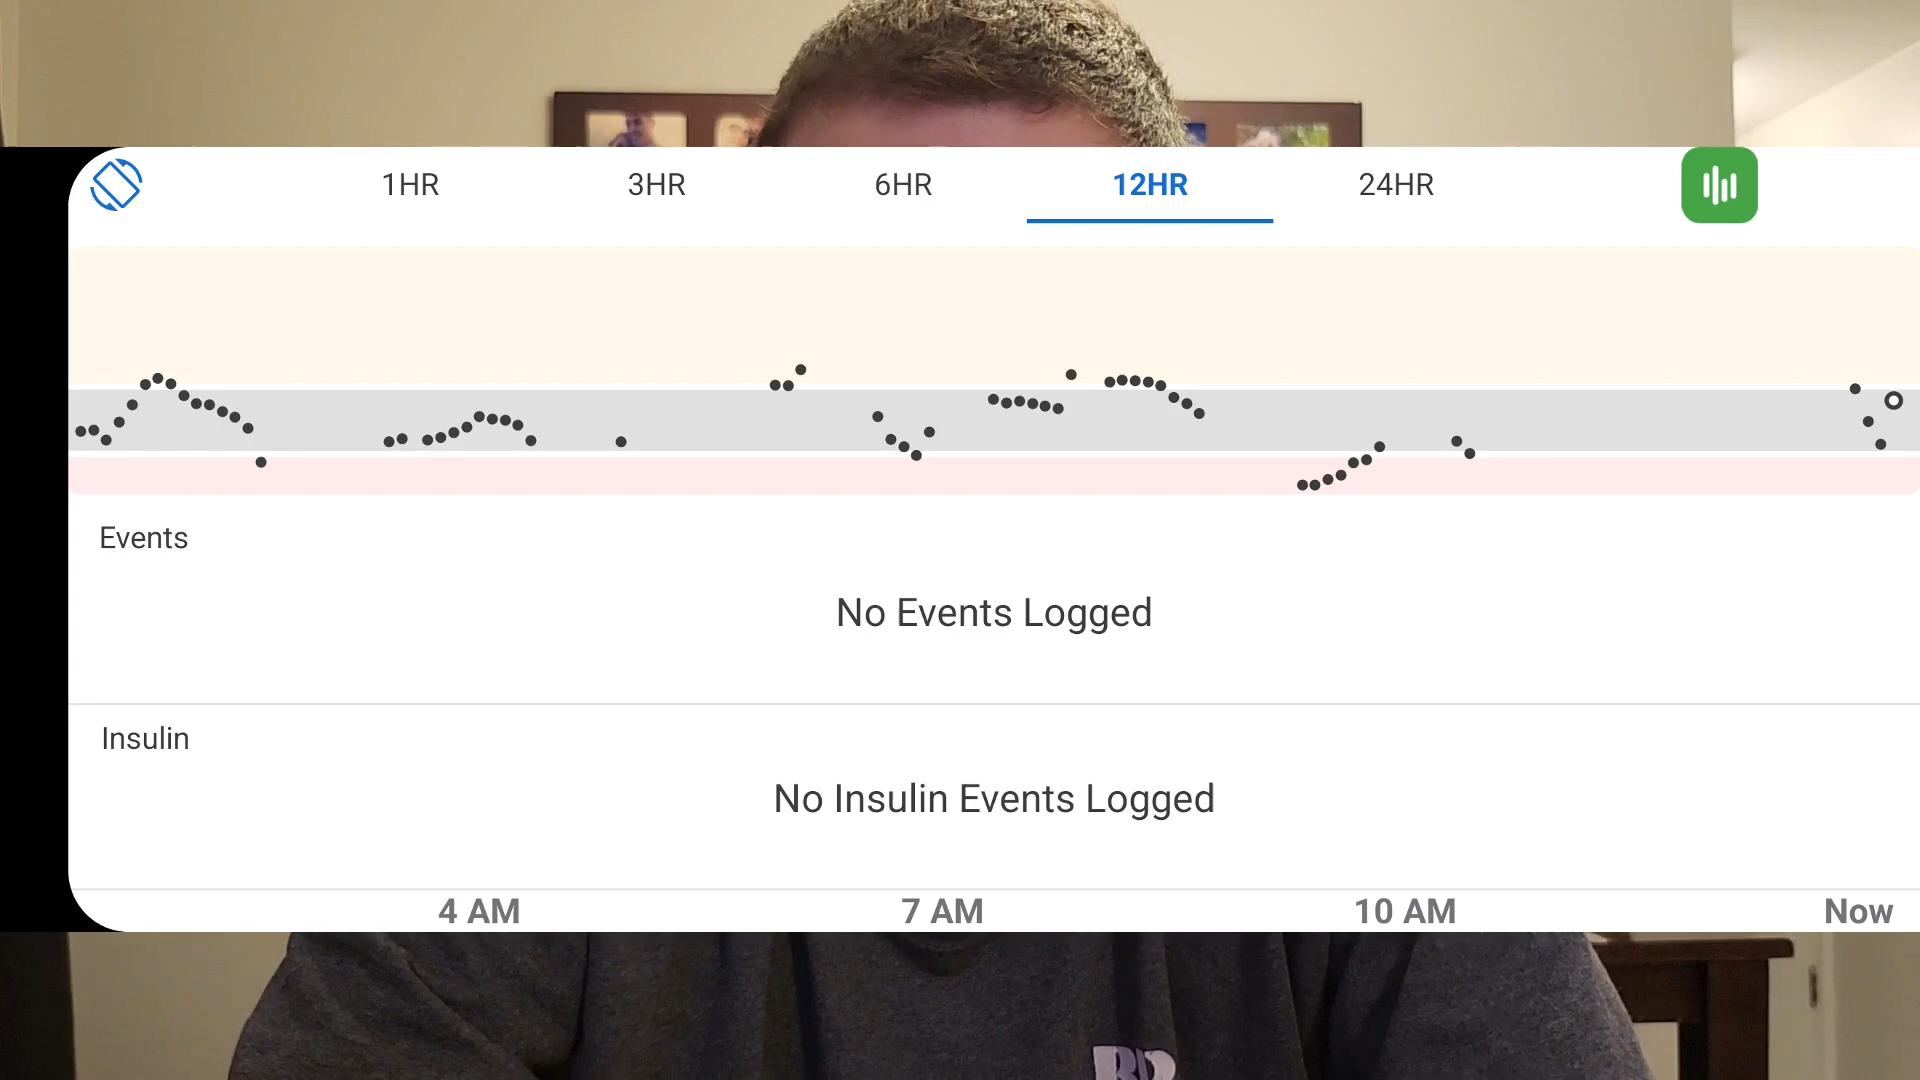 1HR 3HR 6HR 12HR 24HR
Events
No Events Logged
Insulin
No Insulin Events Logged
4 AM 7 AM 10 AM Now